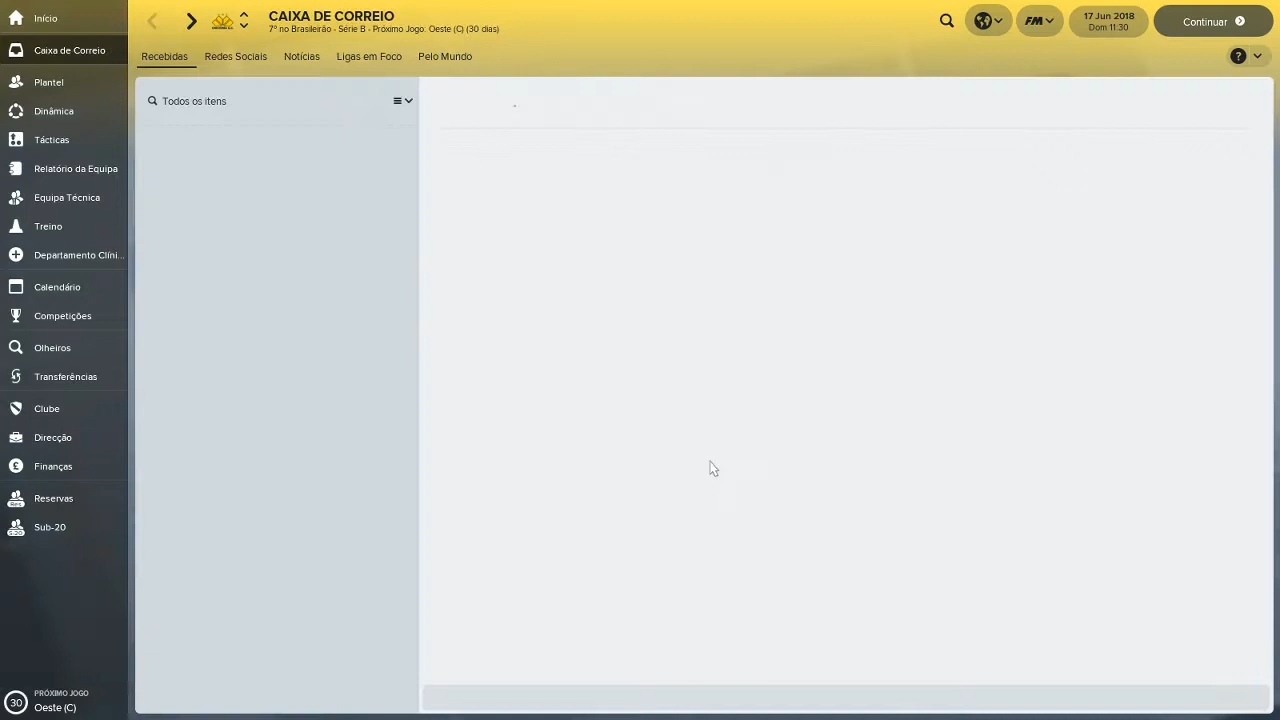 Início
Caixa de Correio
Plantel
Dinâmica
Tácticas
Relatório da Equipa
Equipa Técnica
Treino
Departamento Clíni...
Calendário
Competições
Olheiros
Transferências
Clube
Direcção
Finanças
Reservas
Sub-20
30
PRÓXIMO JOGO
Oeste (C)
CAIXA DE CORREIO
7º no Brasileirão - Série B - Próximo Jogo: Oeste (C) (30 dias)
FM
17 Jun 2018
Dom 11:30
Continuar
Recebidas
Redes Sociais
Notícias
Ligas em Foco
Pelo Mundo
?
Todos os itens